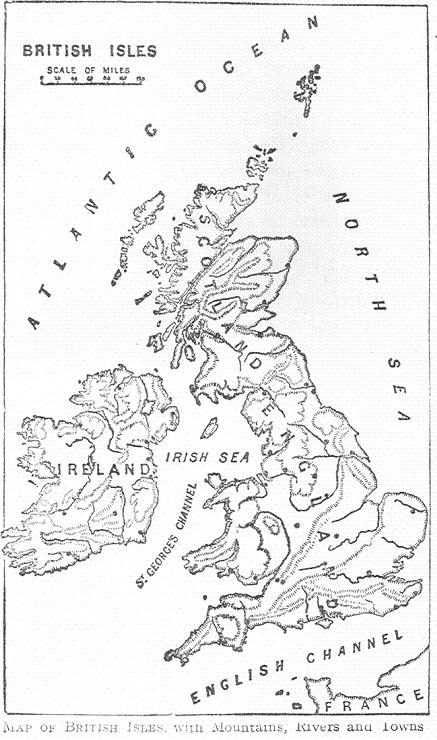 BRITISH ISLES
SCALE OF MILES
ATLANTIC OCEAN
NORTH SEA
SCOTLAND
ENGLAND
IRELAND
IRISH SEA
ST GEORGES CHANNEL
ENGLISH CHANNEL
FRANCE
MAP OF BRITISH ISLES, with Mountains, Rivers and Towns